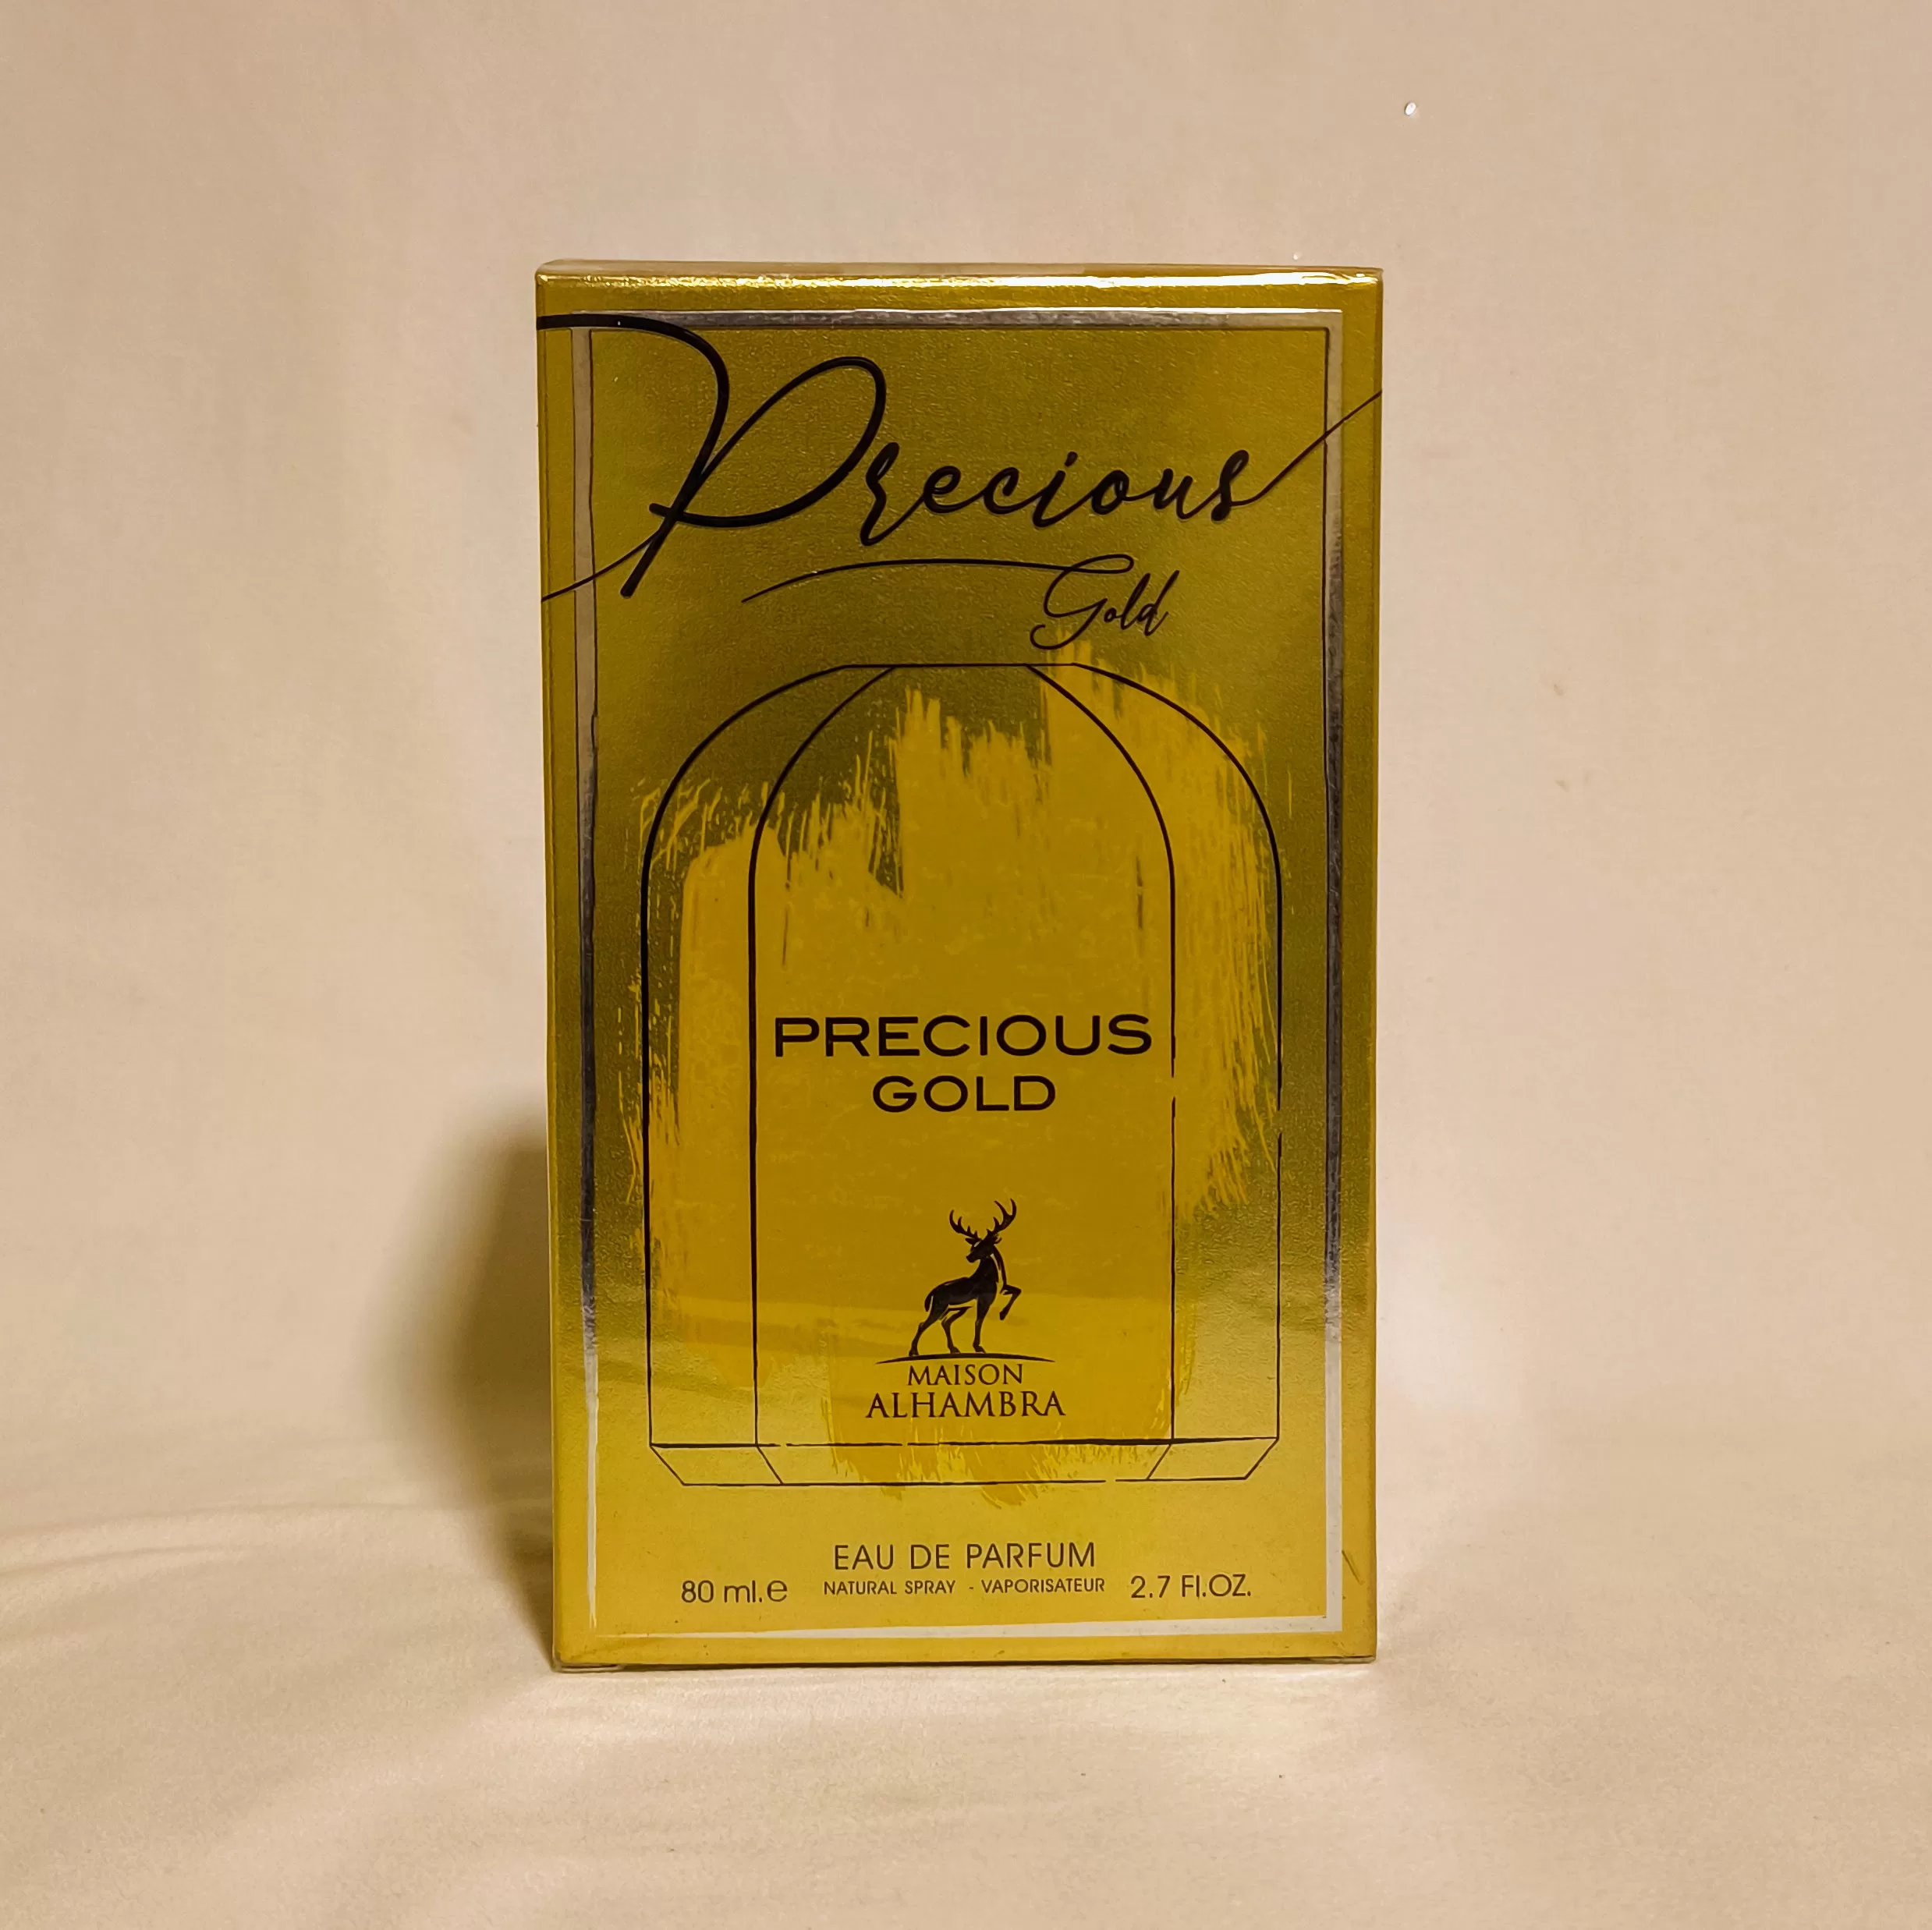 Precious
Gold
PRECIOUS
GOLD
MAISON
ALHAMBRA
EAU DE PARFUM
80 ml.e NATURAL SPRAY - VAPORISATEUR 2.7 Fl.OZ.